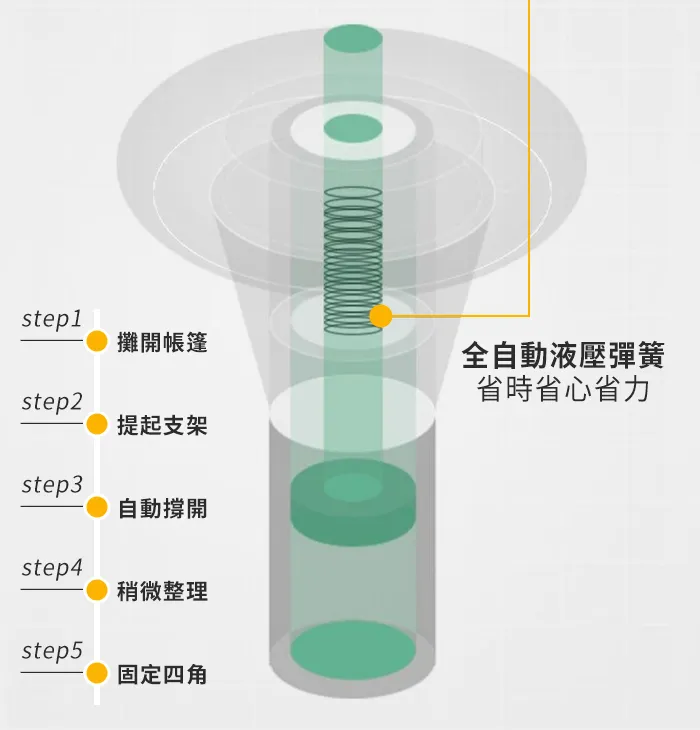 step1
攤開帳篷
step2
提起支架
step3
自動撐開
step4
稍微整理
step5
固定四角
全自動液壓彈簧
省時省心省力